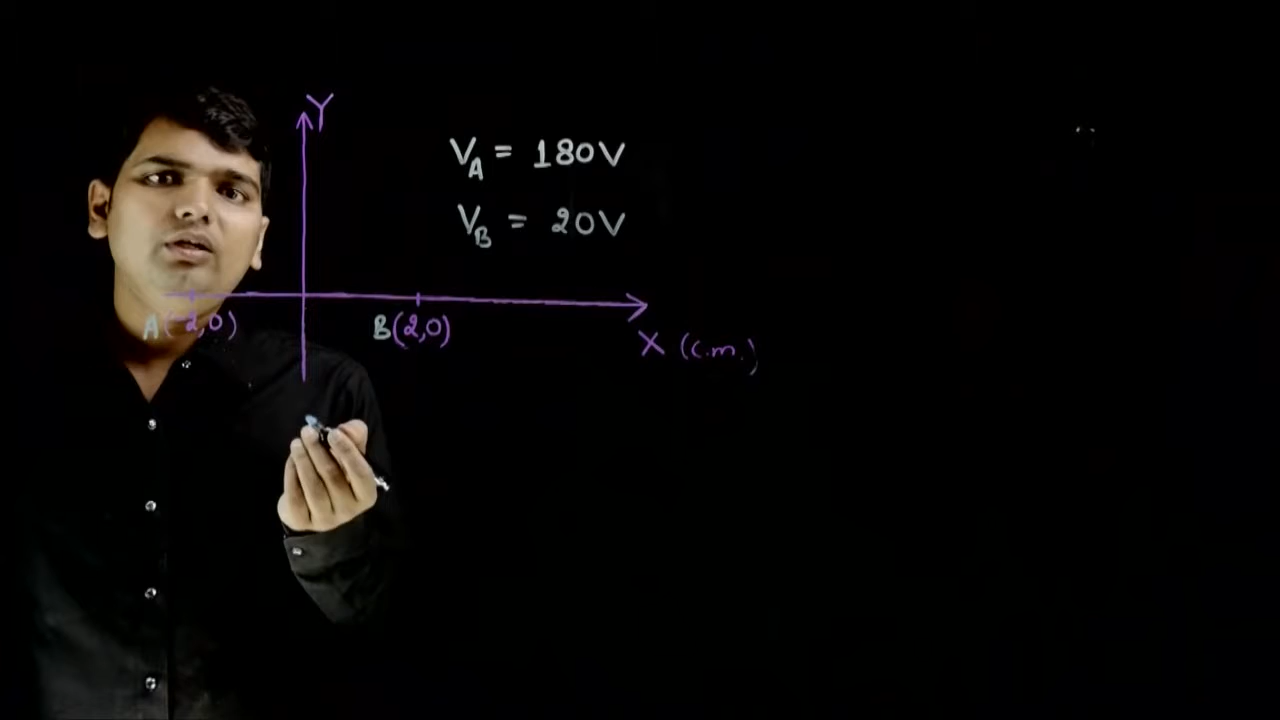 Y
V_A = 180V
V_B = 20V
A(-2,0)
B(2,0)
X (c.m.)